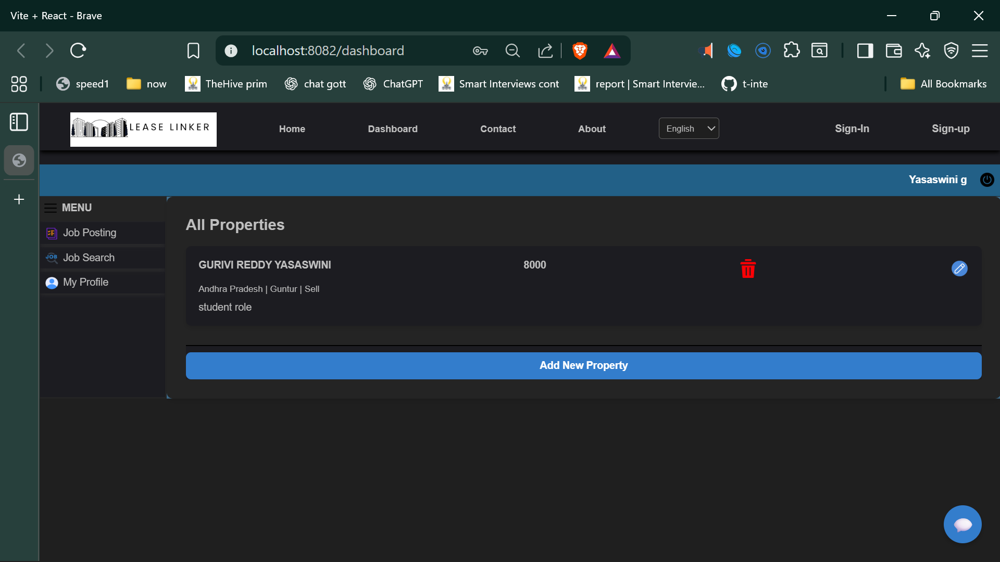 Vite + React - Brave
localhost:8082/dashboard
speed1 now TheHive prim chat gott ChatGPT Smart Interviews cont report | Smart Intervie... t-inte All Bookmarks
LEASE LINKER Home Dashboard Contact About English Sign-In Sign-up
Yasaswini g
MENU
Job Posting
JOB Job Search
My Profile
All Properties
GURIVI REDDY YASASWINI 8000
Andhra Pradesh | Guntur | Sell
student role
Add New Property